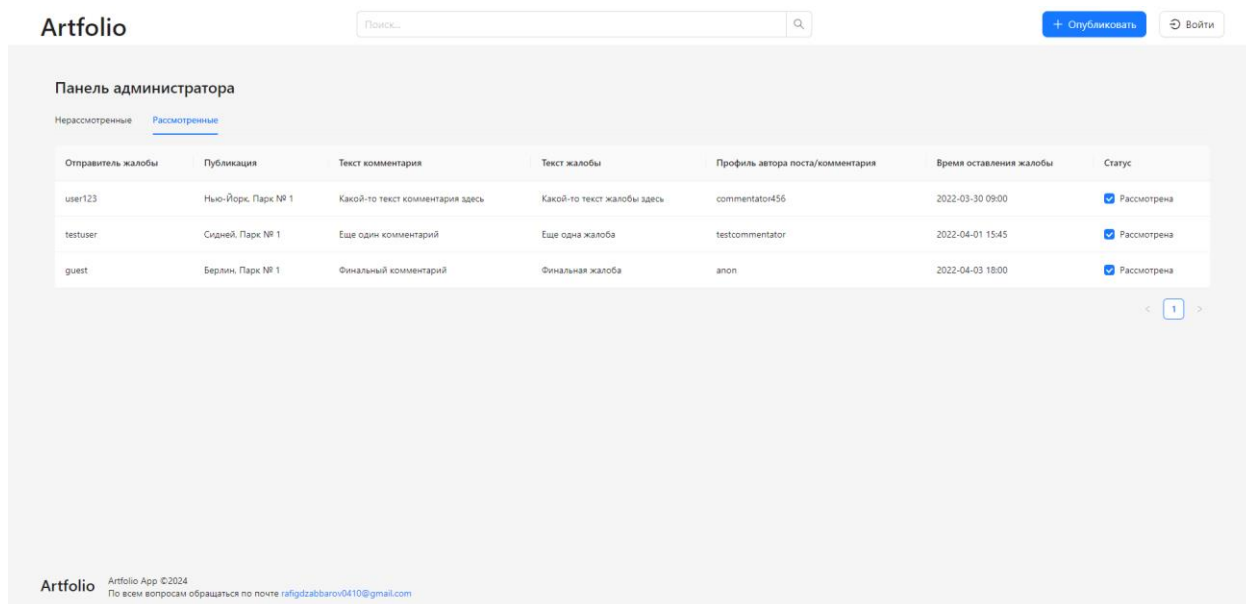 Artfolio Поиск... + Опубликовать Войти
Панель администратора
Нерассмотренные Рассмотренные
Отправитель жалобы Публикация Текст комментария Текст жалобы Профиль автора поста/комментария Время оставления жалобы Статус
user123 Нью-Йорк, Парк № 1 Какой-то текст комментария здесь Какой-то текст жалобы здесь commentator456 2022-03-30 09:00 Рассмотрена
testuser Сидней, Парк № 1 Еще один комментарий Еще одна жалоба testcommentator 2022-04-01 15:45 Рассмотрена
guest Берлин, Парк № 1 Финальный комментарий Финальная жалоба anon 2022-04-03 18:00 Рассмотрена
< 1 >
Artfolio Artfolio App ©2024
По всем вопросам обращаться по почте rafigdzabbarov0410@gmail.com